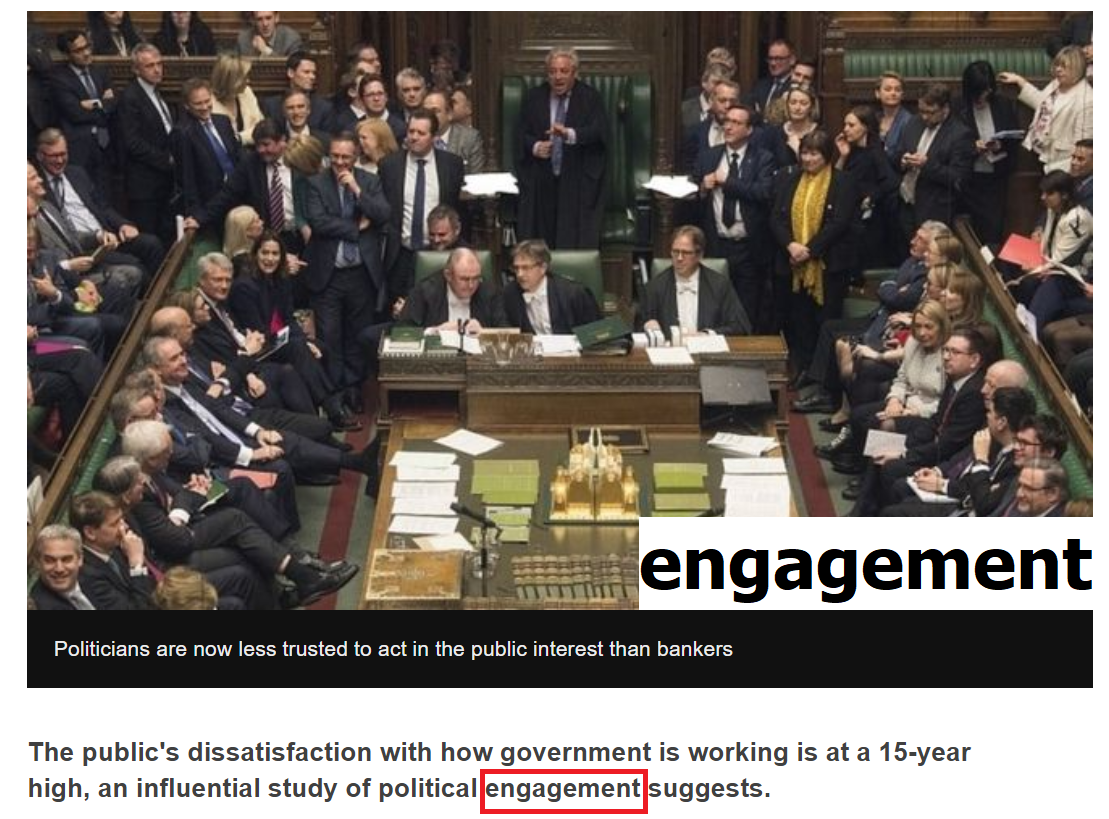 engagement
Politicians are now less trusted to act in the public interest than bankers
The public's dissatisfaction with how government is working is at a 15-year
high, an influential study of political engagement suggests.